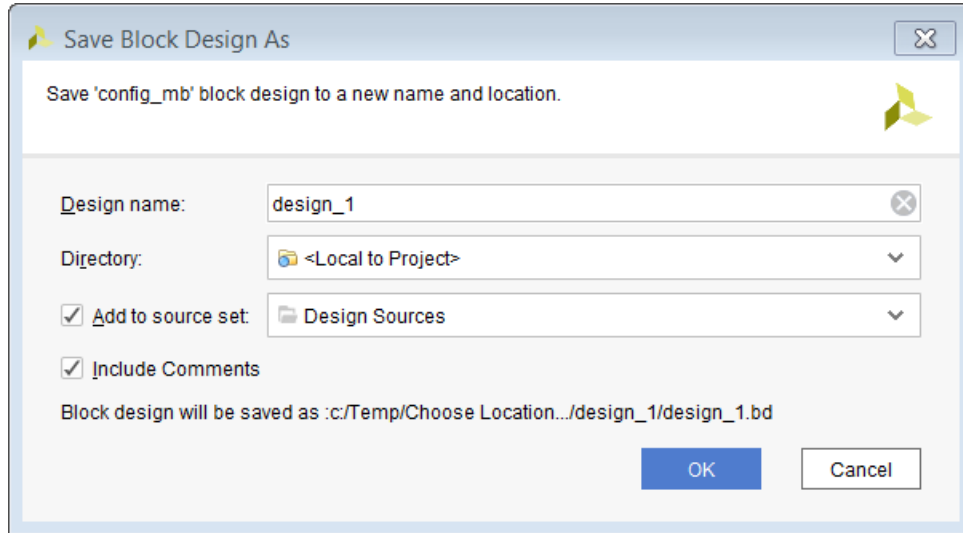 Save Block Design As
Save 'config_mb' block design to a new name and location.
Design name: design_1
Directory: <Local to Project>
Add to source set: Design Sources
Include Comments
Block design will be saved as :c:/Temp/Choose Location.../design_1/design_1.bd
OK Cancel